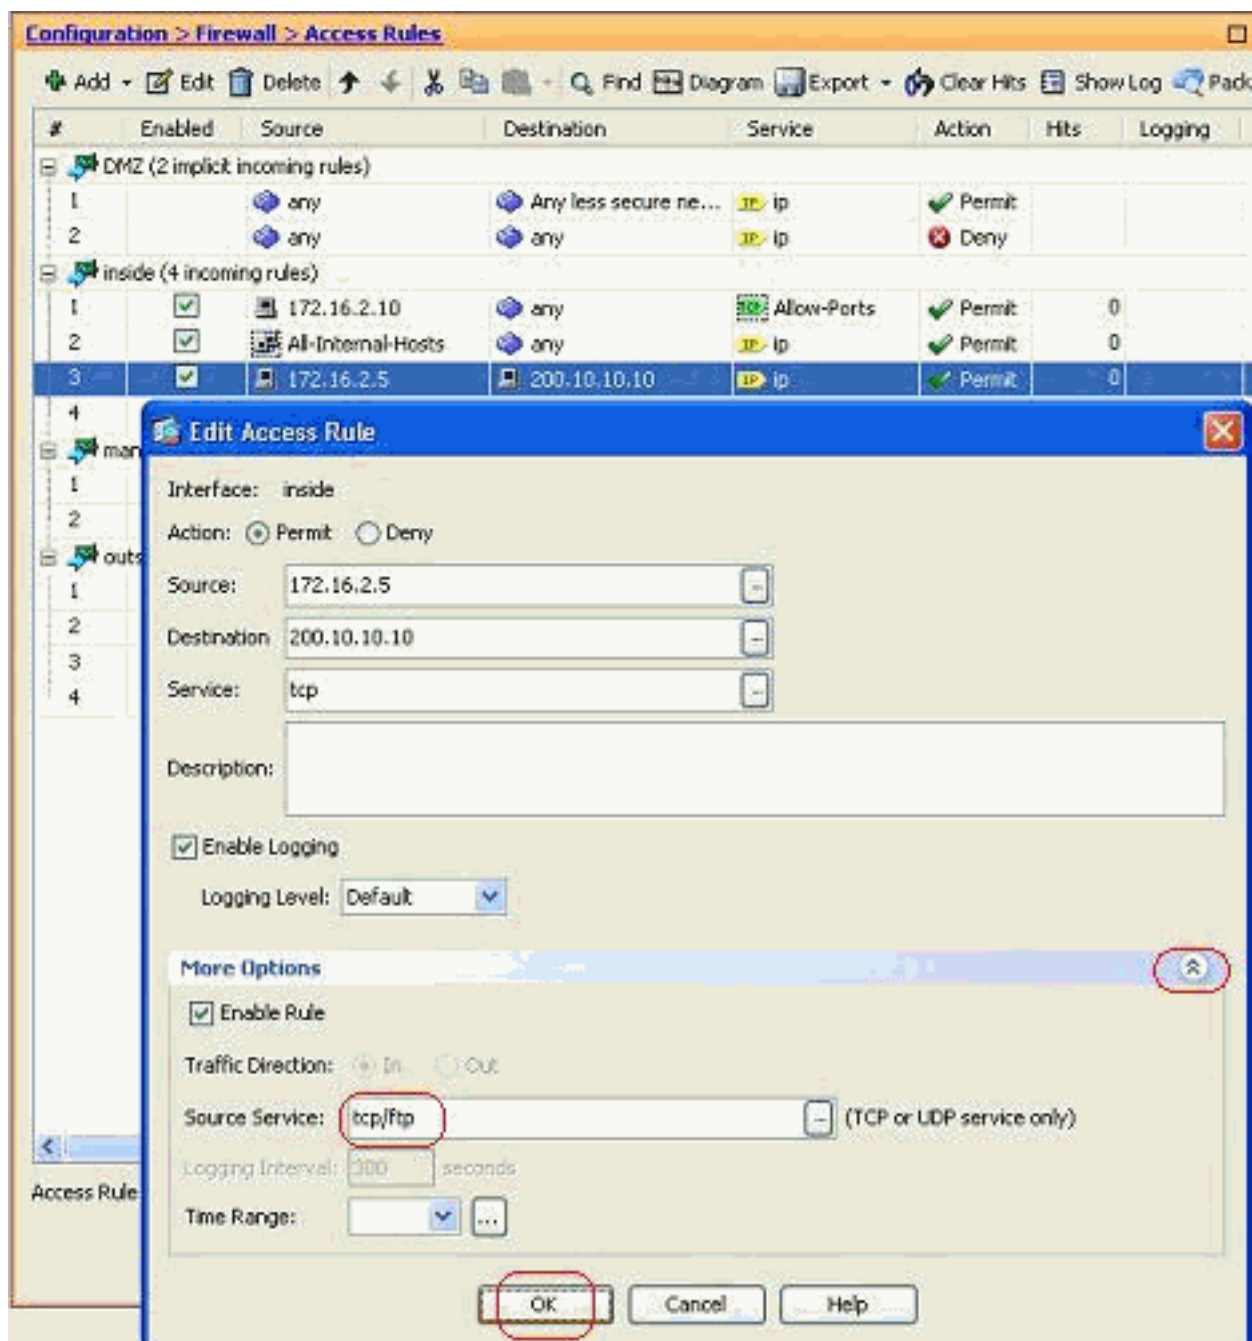 Configuration > Firewall > Access Rules
Add Edit Delete Find Diagram Export Clear Hits Show Log
# Enabled Source Destination Service Action Hits Logging
DMZ (2 implicit incoming rules)
1 any Any less secure ne... IP ip Permit
2 any any IP ip Deny
inside (4 incoming rules)
1 172.16.2.10 any TCP Allow-Ports Permit 0
2 All-Internal-Hosts any IP ip Permit 0
3 172.16.2.5 200.10.10.10 IP ip Permit 0
4
Edit Access Rule
man
1
Interface: inside
2
Action: Permit Deny
outs
1
Source: 172.16.2.5 ...
2
Destination 200.10.10.10 ...
3
4
Service: tcp ...
Description:
Enable Logging
Logging Level: Default
More Options
Enable Rule
Traffic Direction: In Out
Source Service: tcp/ftp ... (TCP or UDP service only)
Logging Interval: 300 seconds
Access Rule
Time Range: ...
OK Cancel Help